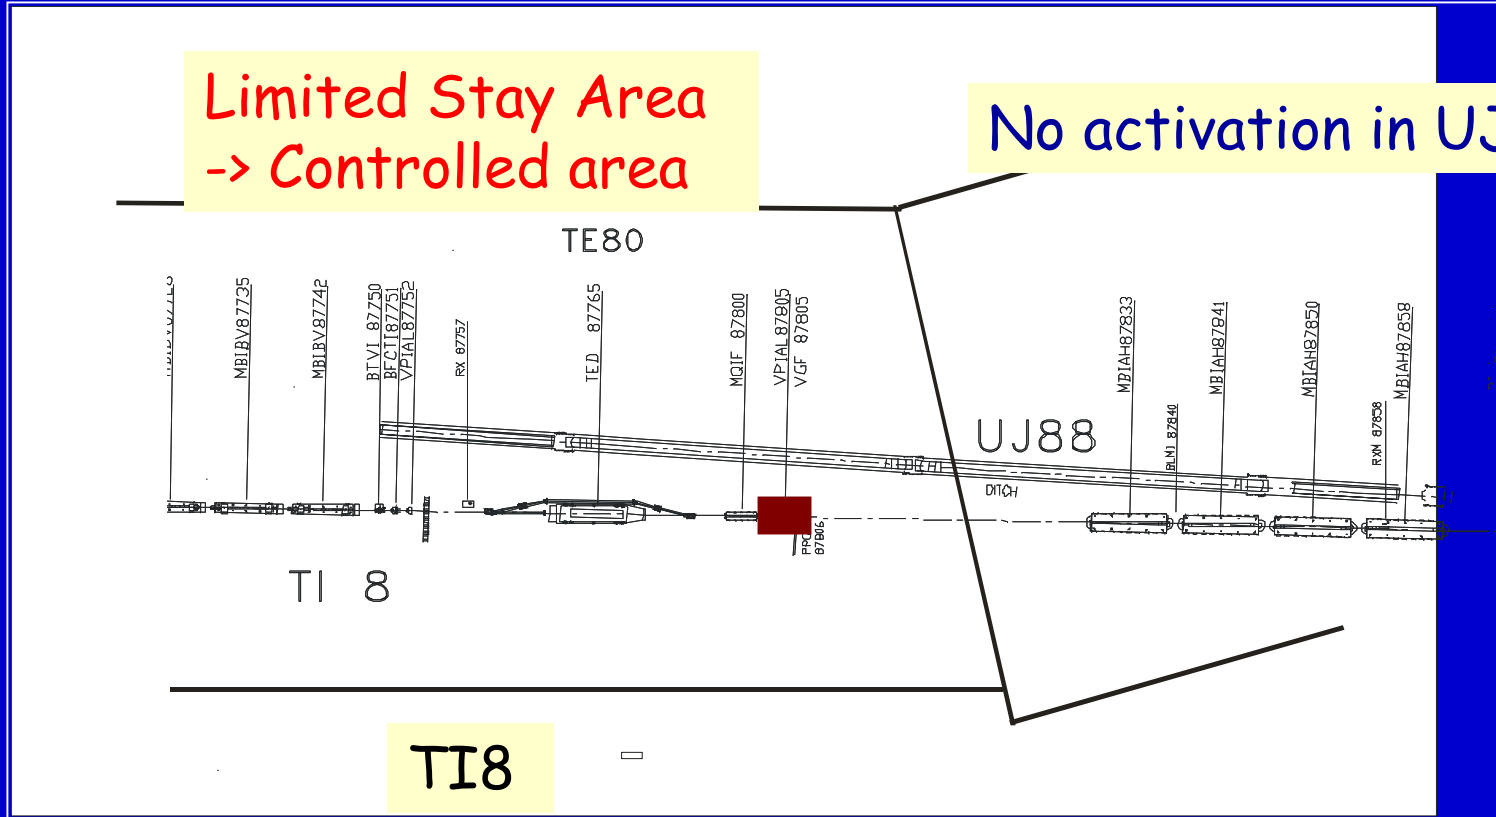 Limited Stay Area
-> Controlled area
No activation in UJ
TE80
MBIBV87735
MBIBV87742
BTVI 87750
BFCTI87751
VPIAL87752
RX 87757
TED 87765
MQIF 87800
VPIAL87805
VGF 87805
MBIAH87833
BLMI 87840
MBIAH87841
MBIAH87850
RXM 87858
MBIAH87858
UJ88
DITCH
87806
TI 8
TI8